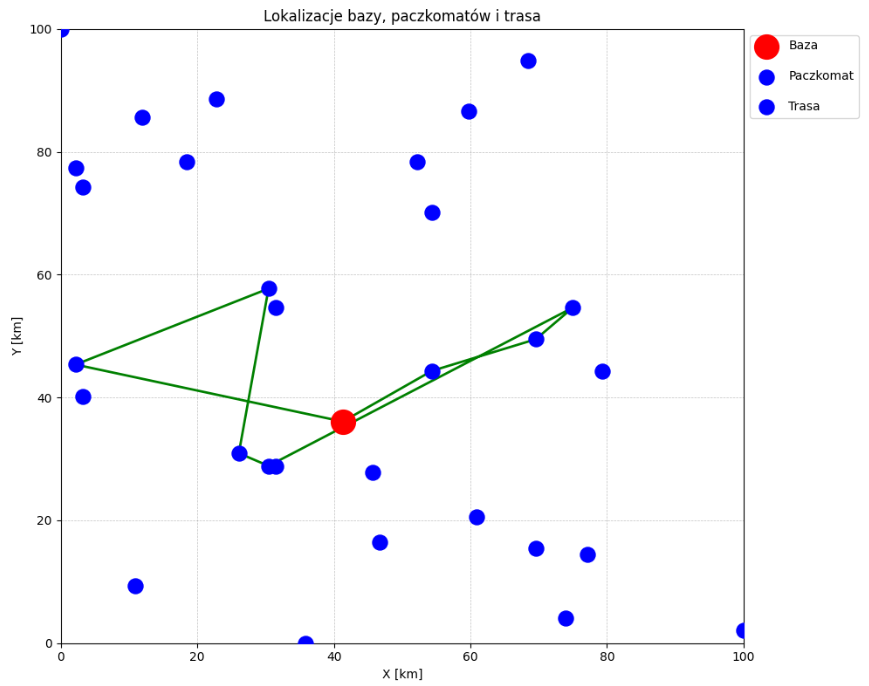 Lokalizacje bazy, paczkomatów i trasa
Baza
Paczkomat
Trasa
Y [km]
100
80
60
40
20
0
0 20 40 60 80 100
X [km]